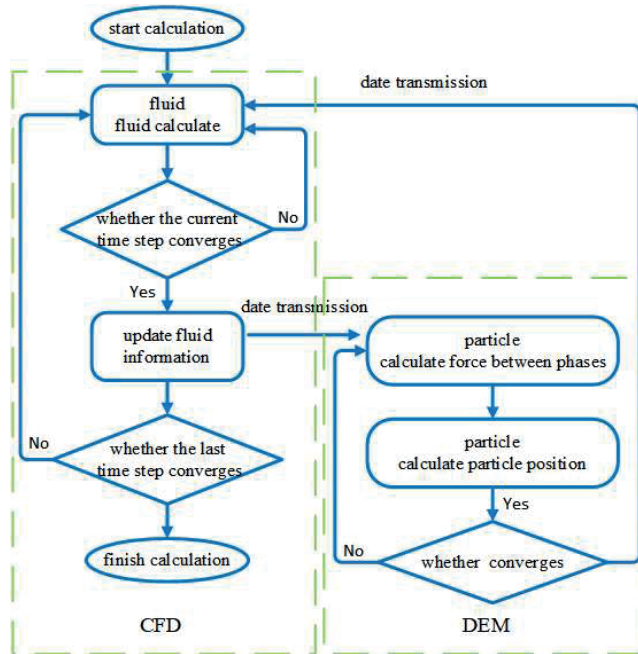 start calculation
date transmission
fluid
fluid calculate
No
whether the current
time step converges
Yes
date transmission
update fluid
information
particle
calculate force between phases
No
whether the last
time step converges
particle
calculate particle position
Yes
No
whether converges
finish calculation
CFD
DEM